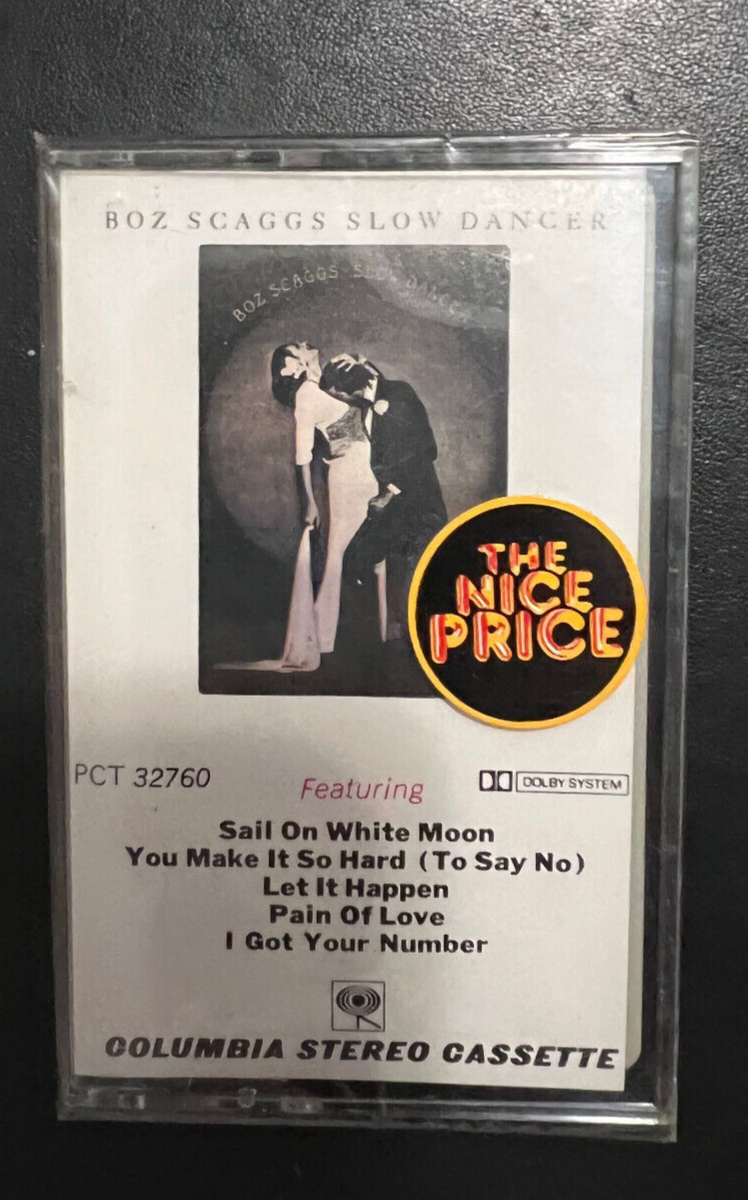 BOZ SCAGGS SLOW DANCER
BOZ SCAGGS SLOW DANCER
THE
NICE
PRICE
PCT 32760
Featuring
DOLBY SYSTEM
Sail On White Moon
You Make It So Hard (To Say No)
Let It Happen
Pain Of Love
I Got Your Number
COLUMBIA STEREO CASSETTE